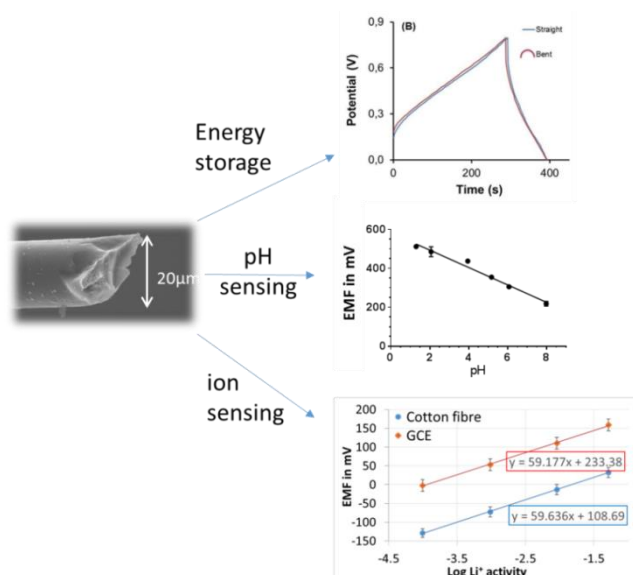 (B)
Straight
Bent
Potential (V)
0,9
0,6
0,3
0,0
0
200
400
Time (s)
Energy
storage
20µm
pH
sensing
EMF in mV
600
400
200
0
0
2
4
6
8
pH
ion
sensing
Cotton fibre
GCE
EMF in mV
200
150
100
50
0
-50
-100
-150
y = 59.177x + 233.38
y = 59.636x + 108.69
-4.5
-3.5
-2.5
-1.5
Log Li⁺ activity